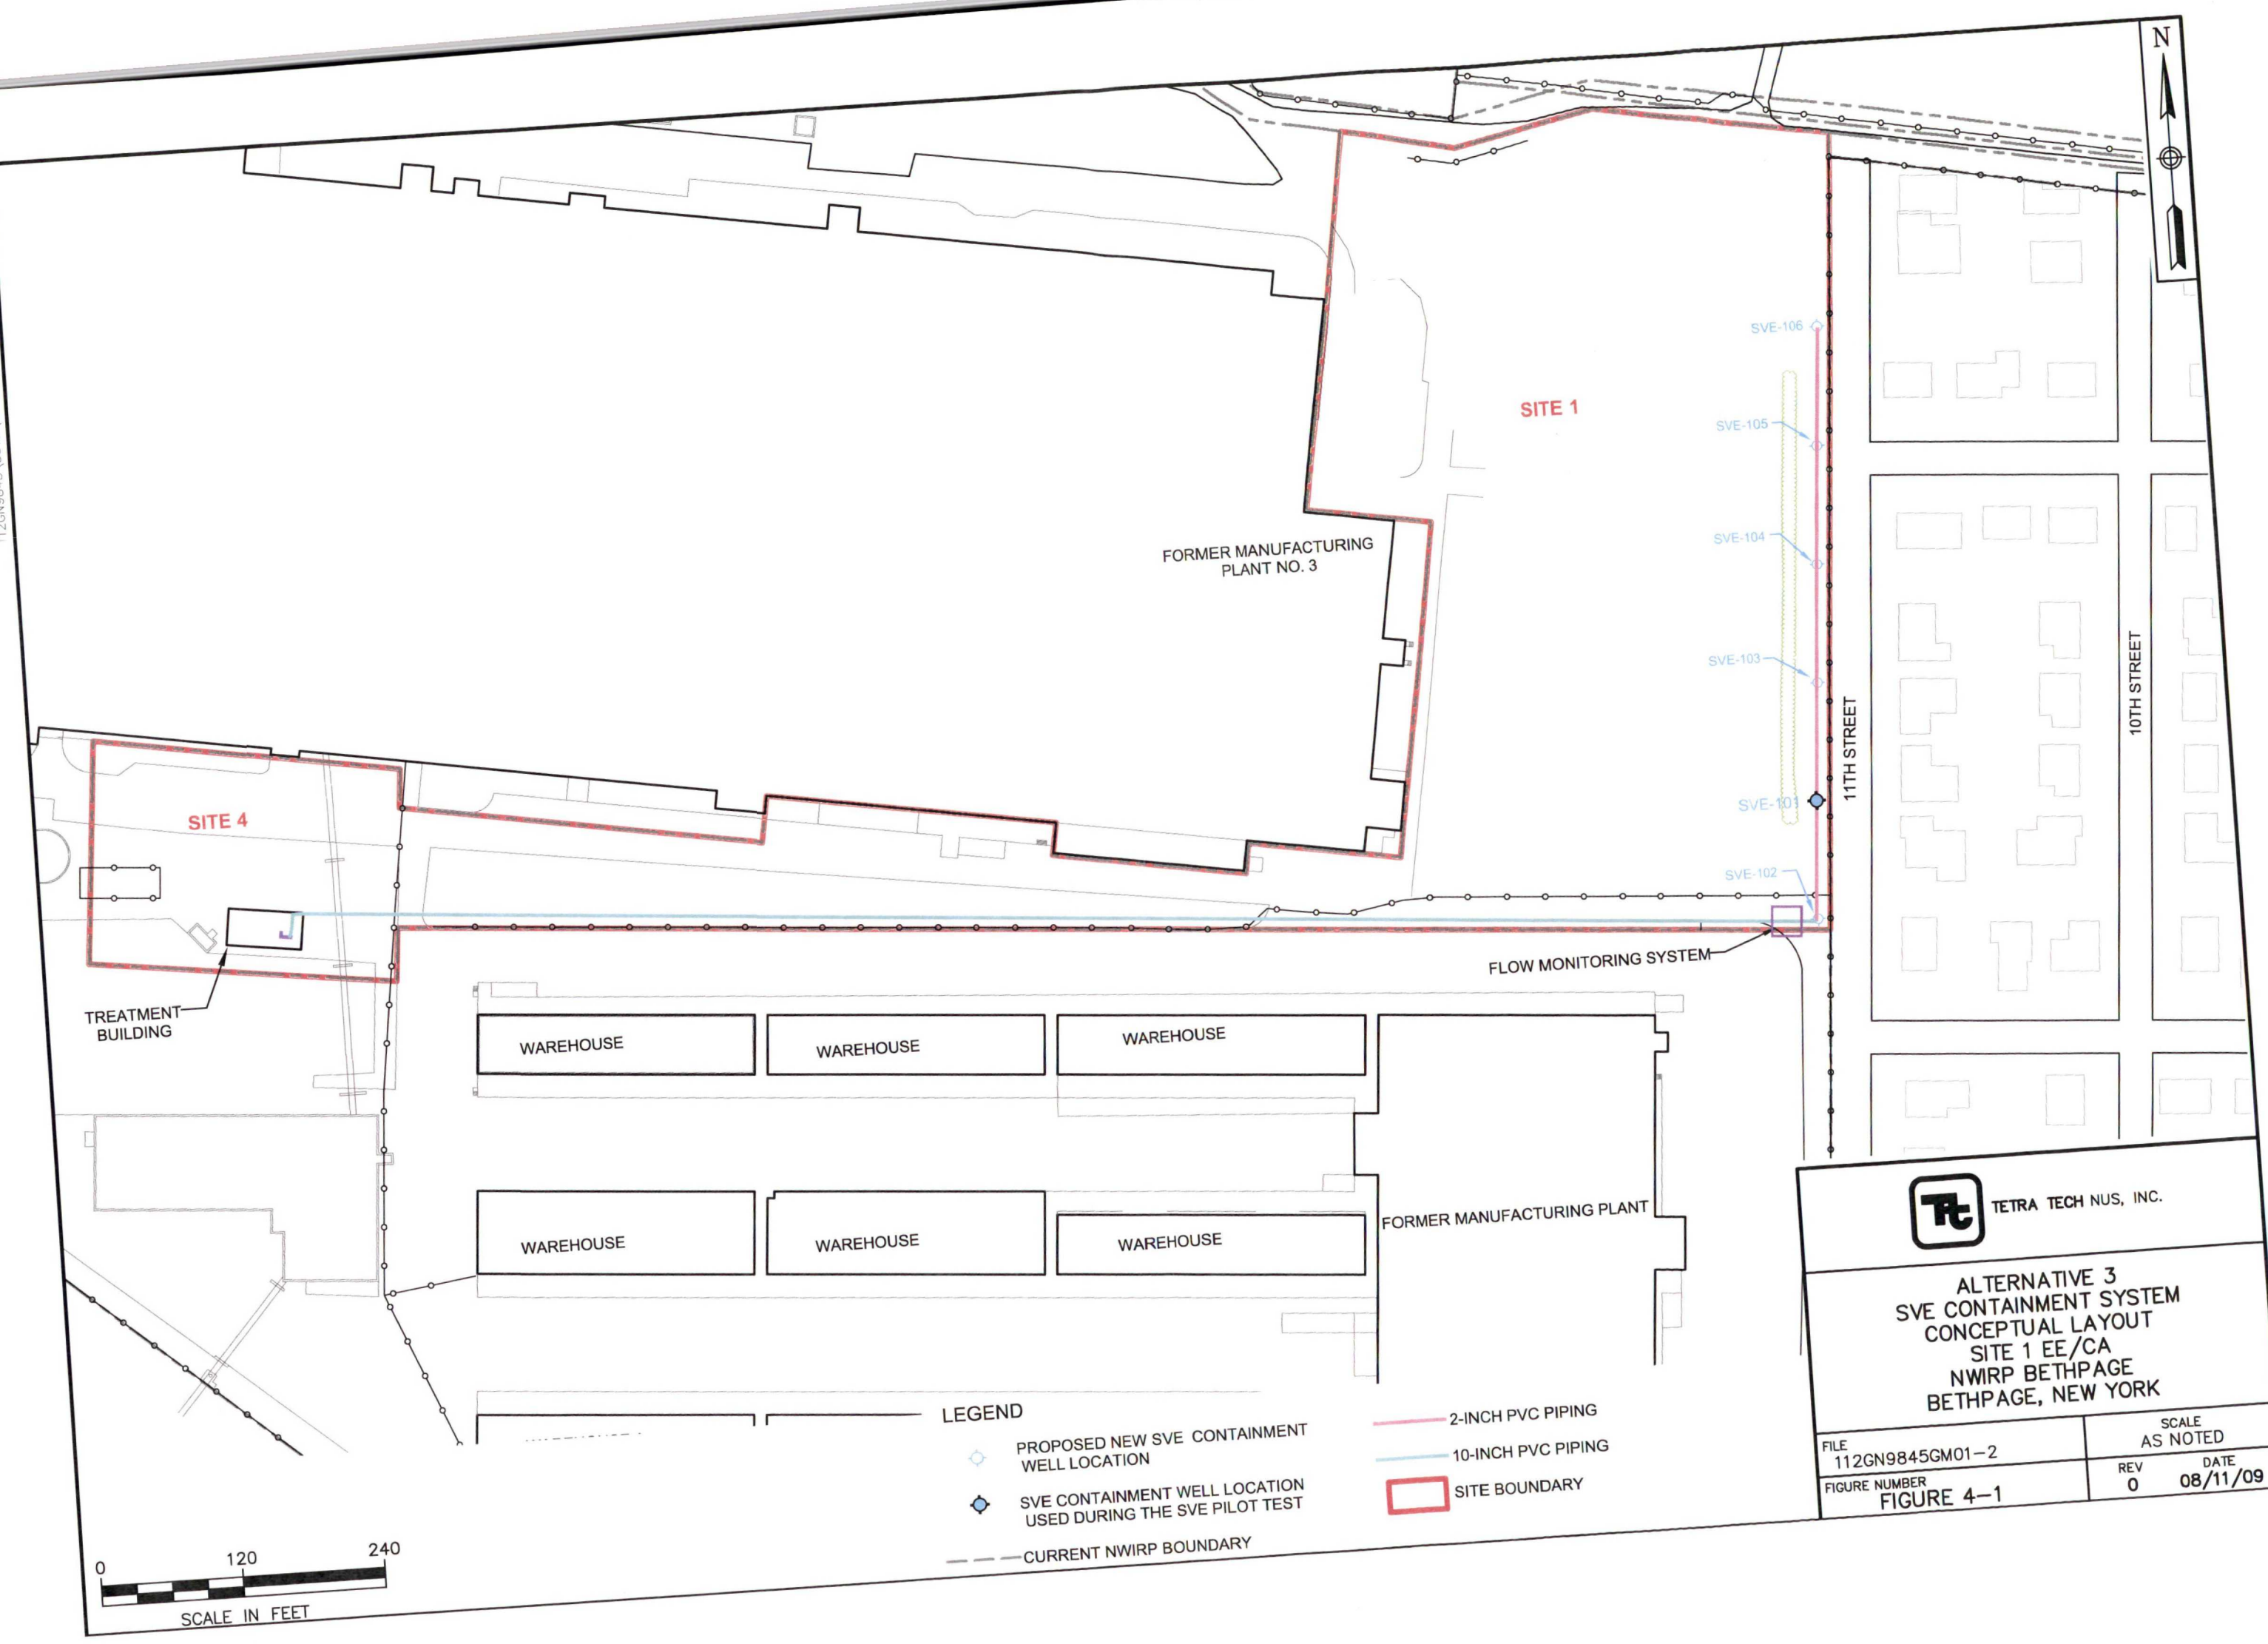 N
SVE-106
SITE 1
SVE-105
SVE-104
FORMER MANUFACTURING
PLANT NO. 3
SVE-103
10TH STREET
11TH STREET
SVE-101
SITE 4
SVE-102
FLOW MONITORING SYSTEM
TREATMENT
BUILDING
WAREHOUSE
WAREHOUSE
WAREHOUSE
FORMER MANUFACTURING PLANT
WAREHOUSE
WAREHOUSE
WAREHOUSE
LEGEND
PROPOSED NEW SVE CONTAINMENT
WELL LOCATION
SVE CONTAINMENT WELL LOCATION
USED DURING THE SVE PILOT TEST
CURRENT NWIRP BOUNDARY
2-INCH PVC PIPING
10-INCH PVC PIPING
SITE BOUNDARY
0 120 240
SCALE IN FEET
TETRA TECH NUS, INC.
ALTERNATIVE 3
SVE CONTAINMENT SYSTEM
CONCEPTUAL LAYOUT
SITE 1 EE/CA
NWIRP BETHPAGE
BETHPAGE, NEW YORK
FILE
112GN9845GM01-2
SCALE
AS NOTED
FIGURE NUMBER
FIGURE 4-1
REV
0
DATE
08/11/09